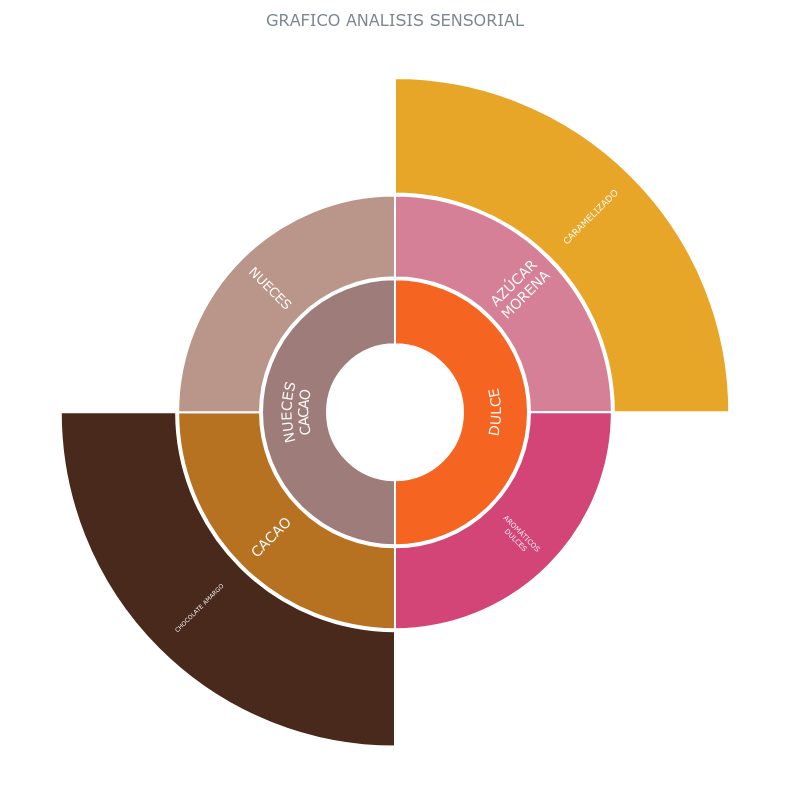 GRAFICO ANALISIS SENSORIAL
CARAMELIZADO
AZÚCAR
MORENA
NUECES
DULCE
NUECES
CACAO
CACAO
AROMÁTICOS
DULCES
CHOCOLATE AMARGO